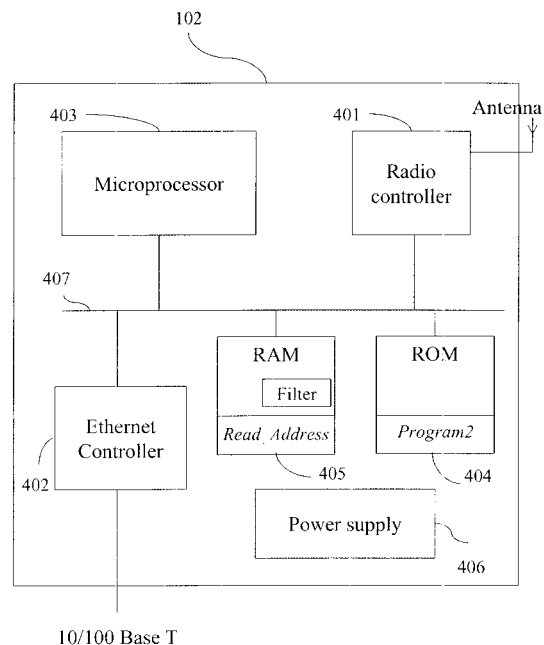 102
403
401
Antenna
Microprocessor
Radio
controller
407
RAM
ROM
Filter
Ethernet
Controller
Read_Address
Program2
402
405
404
Power supply
406
10/100 Base T